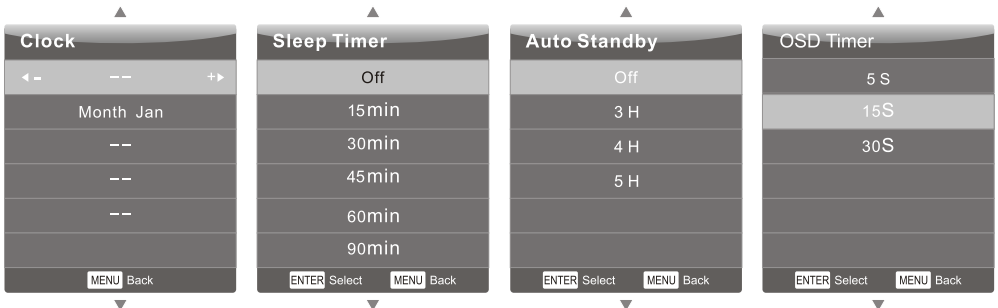 Clock
- -- +
Month Jan
--
--
--
MENU Back
Sleep Timer
Off
15min
30min
45min
60min
90min
ENTER Select MENU Back
Auto Standby
Off
3 H
4 H
5 H
ENTER Select MENU Back
OSD Timer
5 S
15S
30S
ENTER Select MENU Back